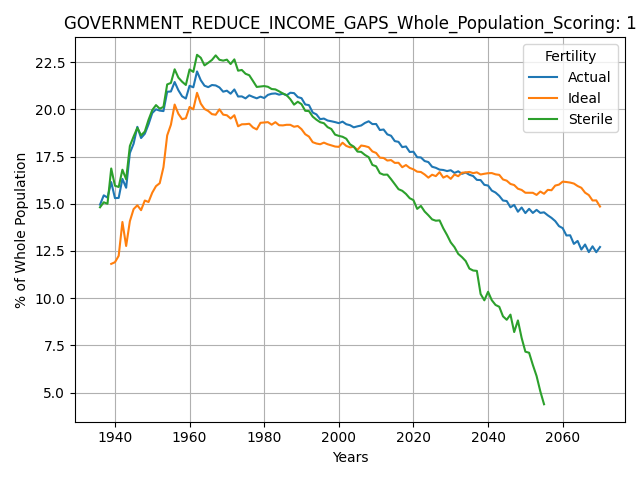 GOVERNMENT_REDUCE_INCOME_GAPS_Whole_Population_Scoring: 1
Fertility
Actual
Ideal
Sterile
% of Whole Population
22.5
20.0
17.5
15.0
12.5
10.0
7.5
5.0
1940 1960 1980 2000 2020 2040 2060
Years